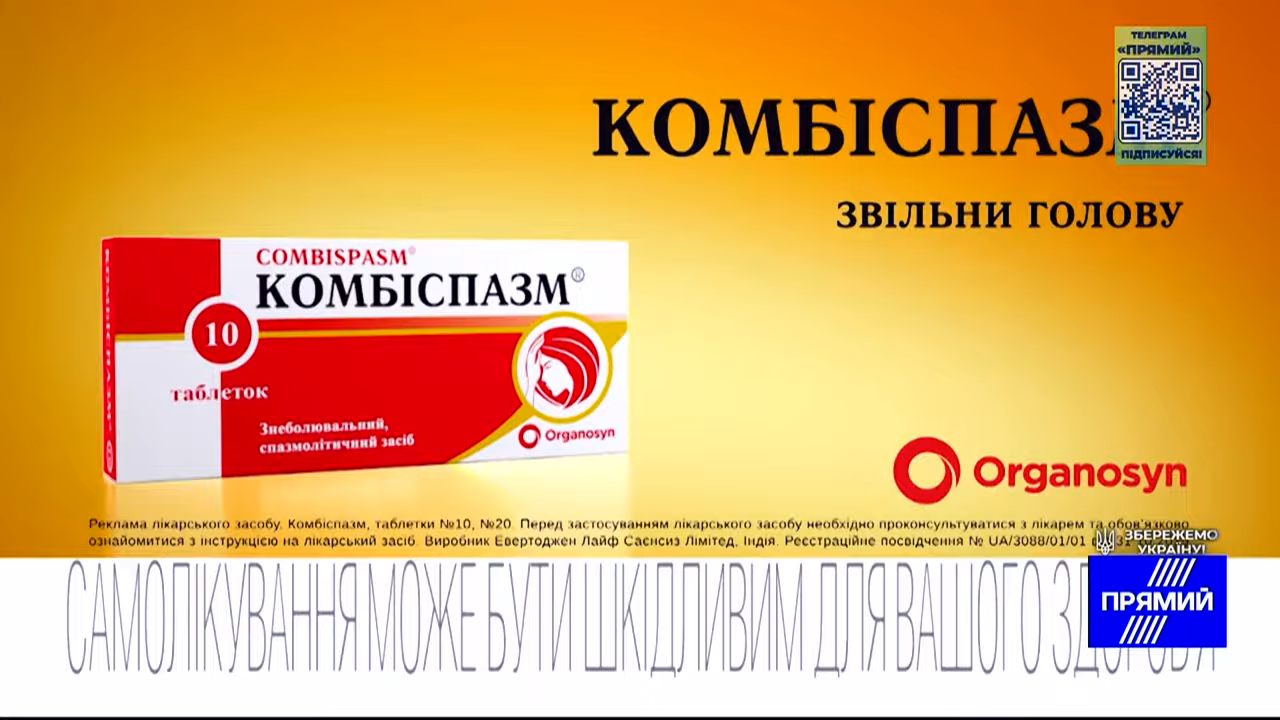 ТЕЛЕГРАМ
«ПРЯМИЙ»
ПІДПИСУЙСЯ!
КОМБІСПАЗ
ЗВІЛЬНИ ГОЛОВУ
COMBISPASM®
КОМБІСПАЗМ®
10
таблеток
Знеболювальний,
спазмолітичний засіб
Organosyn
КОМБІСПАЗМ
Organosyn
Реклама лікарського засобу. Комбіспазм, таблетки №10, №20. Перед застосуванням лікарського засобу необхідно проконсультуватися з лікарем та обов'язково
ознайомитися з інструкцією на лікарський засіб. Виробник Евертоджен Лайф Саєнсиз Лімітед, Індія. Реєстраційне посвідчення № UA/3088/01/01
ЗБЕРЕЖЕМО
УКРАЇНУ!
ПРЯМИЙ
САМОЛІКУВАННЯ МОЖЕ БУТИ ШКІДЛИВИМ ДЛЯ ВАШОГО